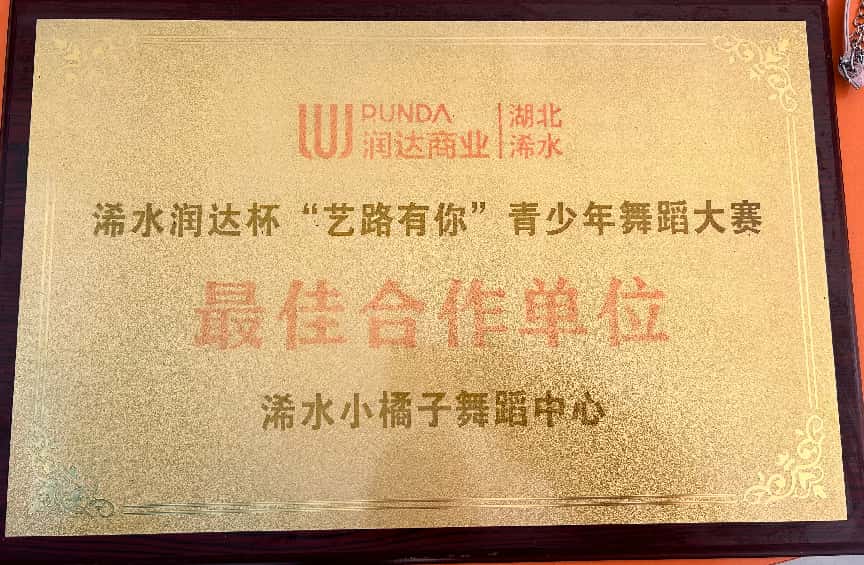 RUNDA
润达商业
湖北
浠水
浠水润达杯“艺路有你”青少年舞蹈大赛
最佳合作单位
浠水小橘子舞蹈中心